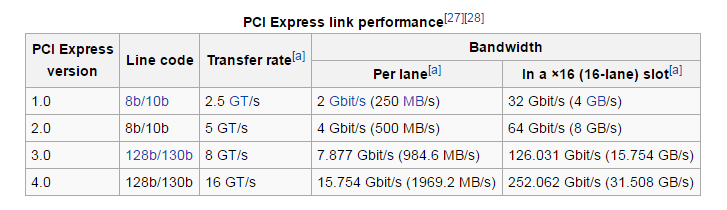 PCI Express link performance[27][28]
PCI Express version Line code Transfer rate[a] Bandwidth
Per lane[a] In a ×16 (16-lane) slot[a]
1.0 8b/10b 2.5 GT/s 2 Gbit/s (250 MB/s) 32 Gbit/s (4 GB/s)
2.0 8b/10b 5 GT/s 4 Gbit/s (500 MB/s) 64 Gbit/s (8 GB/s)
3.0 128b/130b 8 GT/s 7.877 Gbit/s (984.6 MB/s) 126.031 Gbit/s (15.754 GB/s)
4.0 128b/130b 16 GT/s 15.754 Gbit/s (1969.2 MB/s) 252.062 Gbit/s (31.508 GB/s)